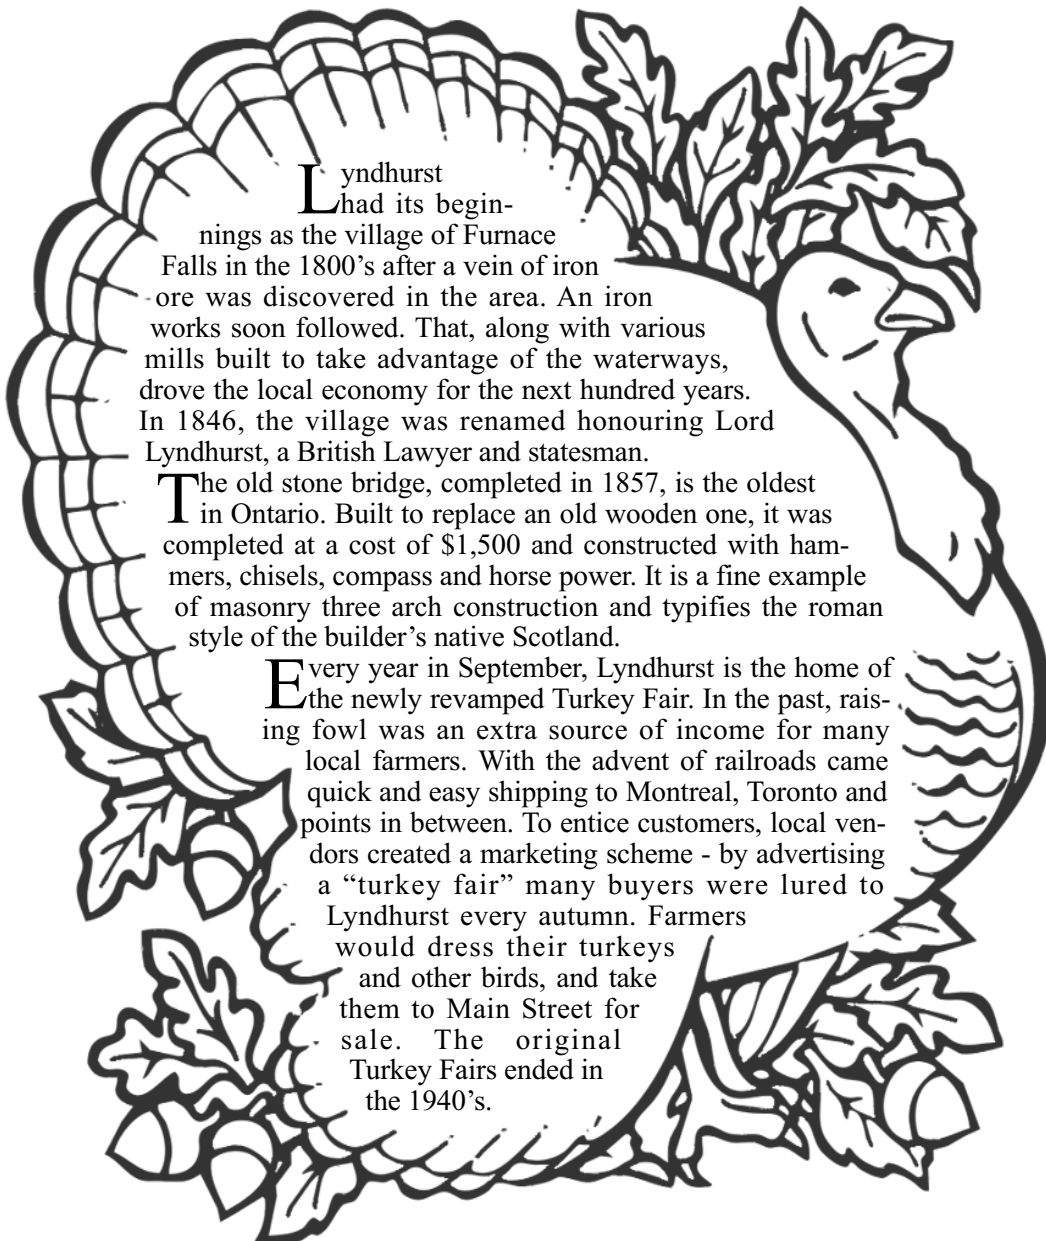 Lyndhurst
had its begin-
nings as the village of Furnace
Falls in the 1800’s after a vein of iron
ore was discovered in the area. An iron
works soon followed. That, along with various
mills built to take advantage of the waterways,
drove the local economy for the next hundred years.
In 1846, the village was renamed honouring Lord
Lyndhurst, a British Lawyer and statesman.
The old stone bridge, completed in 1857, is the oldest
in Ontario. Built to replace an old wooden one, it was
completed at a cost of $1,500 and constructed with ham-
mers, chisels, compass and horse power. It is a fine example
of masonry three arch construction and typifies the roman
style of the builder’s native Scotland.
Every year in September, Lyndhurst is the home of
the newly revamped Turkey Fair. In the past, rais-
ing fowl was an extra source of income for many
local farmers. With the advent of railroads came
quick and easy shipping to Montreal, Toronto and
points in between. To entice customers, local ven-
dors created a marketing scheme - by advertising
a “turkey fair” many buyers were lured to
Lyndhurst every autumn. Farmers
would dress their turkeys
and other birds, and take
them to Main Street for
sale. The original
Turkey Fairs ended in
the 1940’s.